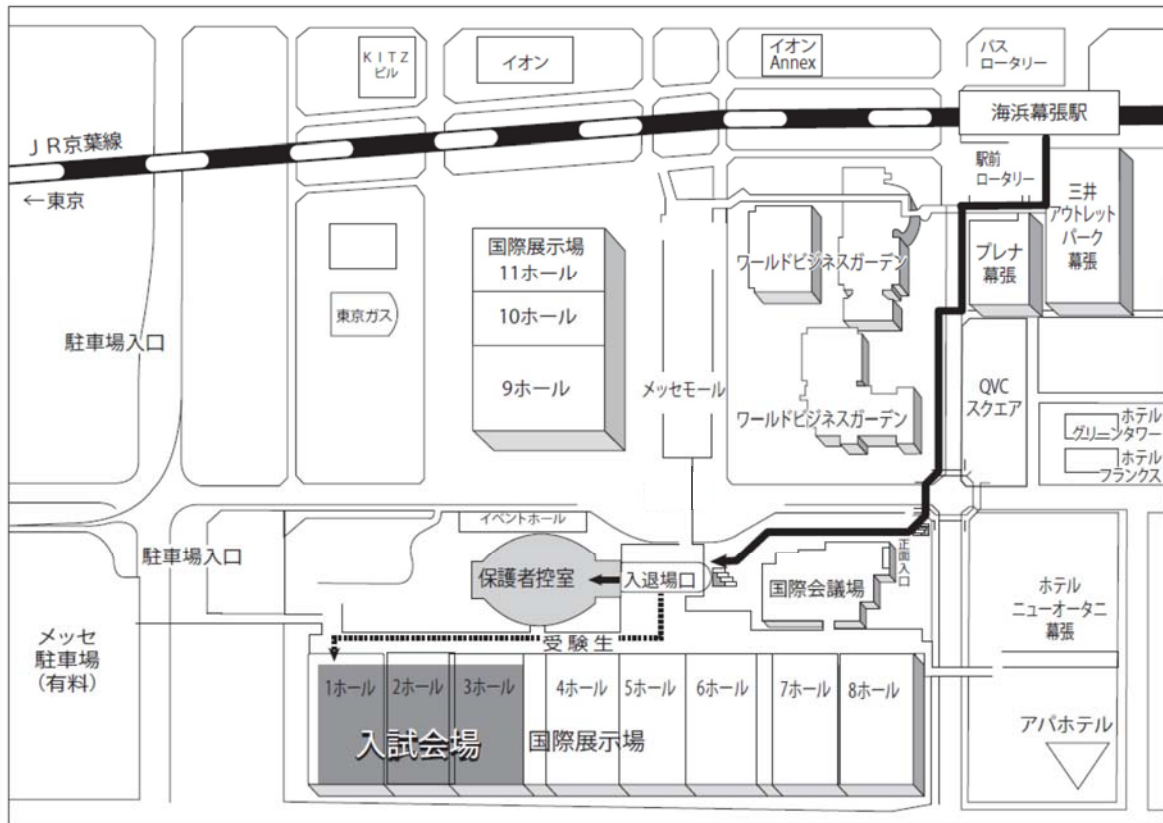 KITZ
ビル
イオン
イオン
Annex
バス
ロータリー
海浜幕張駅
JR京葉線
←東京
駅前
ロータリー
三井
アウトレット
パーク
幕張
プレナ
幕張
国際展示場
11ホール
10ホール
9ホール
ワールドビジネスガーデン
東京ガス
駐車場入口
メッセモール
ワールドビジネスガーデン
QVC
スクエア
ホテル
グリーンタワー
ホテル
フランクス
イベントホール
正面入口
駐車場入口
保護者控室
入退場口
国際会議場
ホテル
ニューオータニ
幕張
メッセ
駐車場
(有料)
受験生
1ホール
2ホール
3ホール
4ホール
5ホール
6ホール
7ホール
8ホール
入試会場
国際展示場
アパホテル